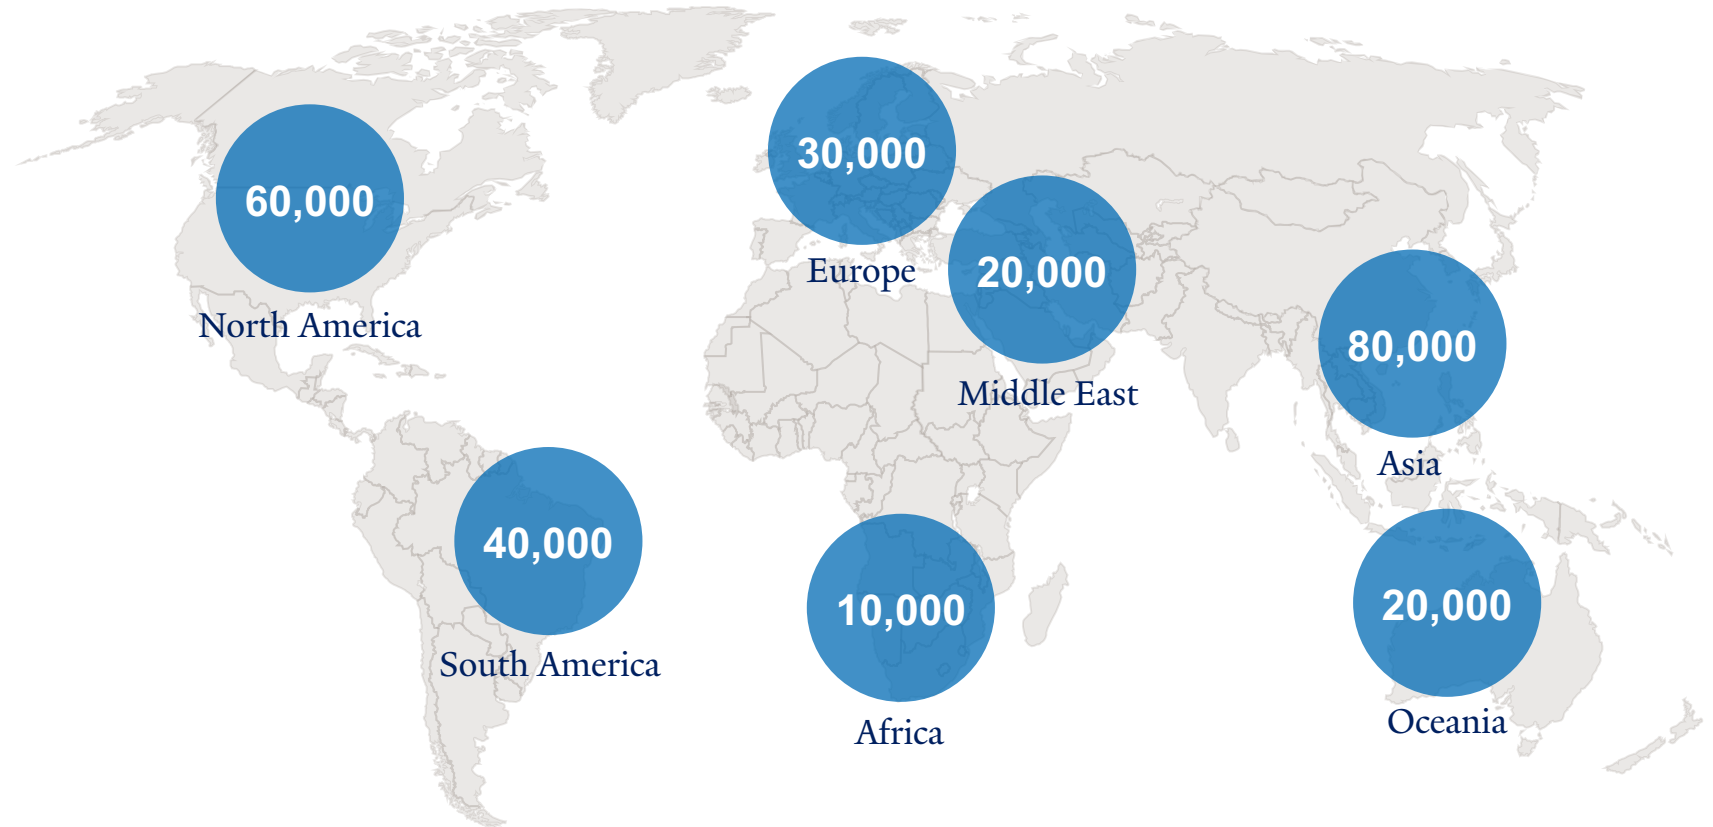 30,000
Europe
60,000
North America
20,000
Middle East
80,000
Asia
40,000
South America
10,000
Africa
20,000
Oceania